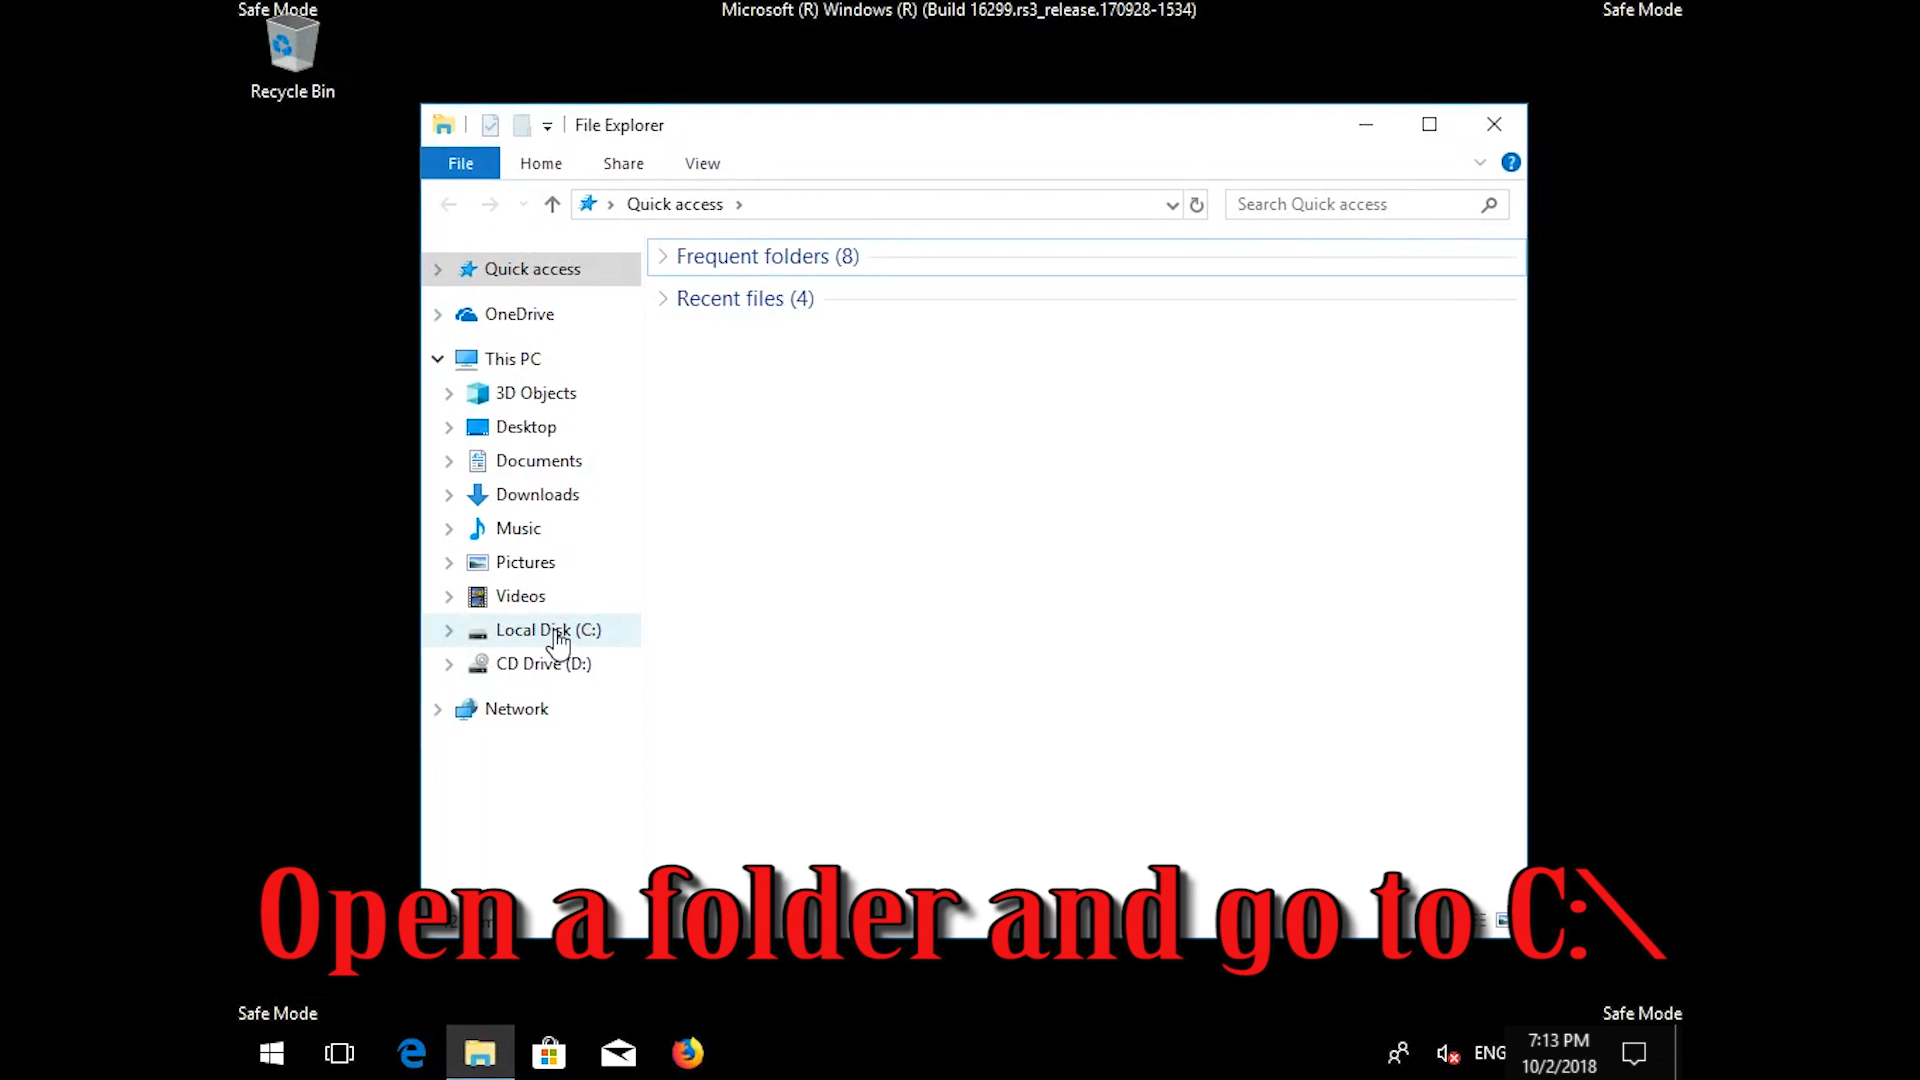 Safe Mode
Microsoft (R) Windows (R) (Build 16299.rs3_release.170928-1534)
Safe Mode
Recycle Bin
File Explorer
File
Home
Share
View
Quick access
Search Quick access
Quick access
Frequent folders (8)
Recent files (4)
OneDrive
This PC
3D Objects
Desktop
Documents
Downloads
Music
Pictures
Videos
Local Disk (C:)
CD Drive (D:)
Network
Open a folder and go to C:\
Safe Mode
Safe Mode
ENG
7:13 PM
10/2/2018